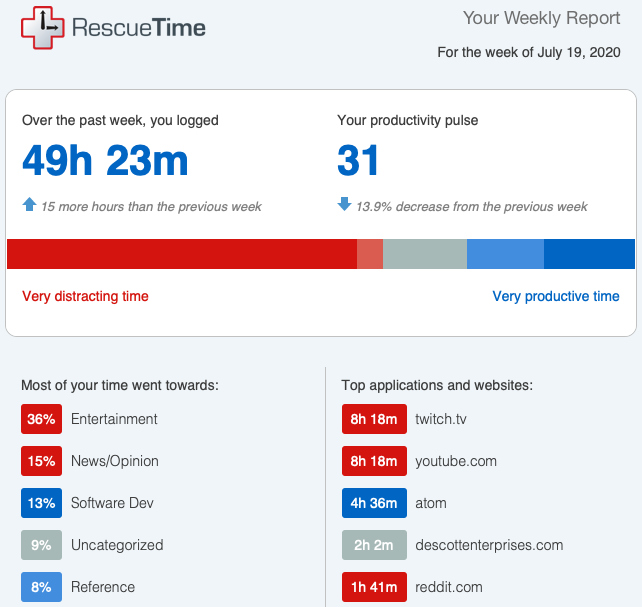 RescueTime
Your Weekly Report
For the week of July 19, 2020
Over the past week, you logged
49h 23m
15 more hours than the previous week
Your productivity pulse
31
13.9% decrease from the previous week
Very distracting time
Very productive time
Most of your time went towards:
36% Entertainment
15% News/Opinion
13% Software Dev
9% Uncategorized
8% Reference
Top applications and websites:
8h 18m twitch.tv
8h 18m youtube.com
4h 36m atom
2h 2m descottenterprises.com
1h 41m reddit.com